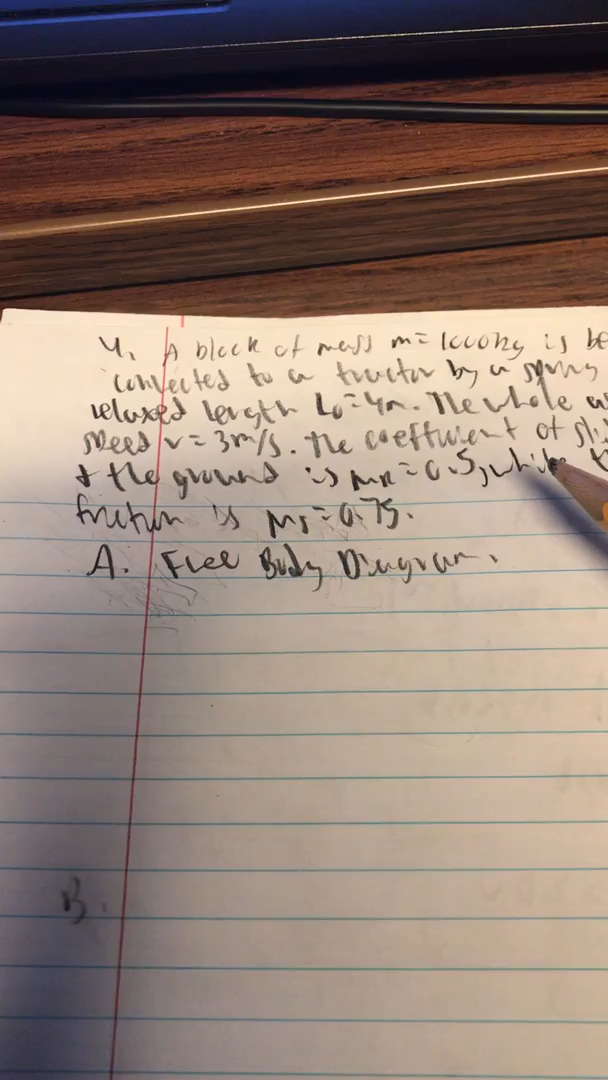 4. A block of mass m=1000kg is be
connected to a tractor by a spring
relaxed length L₀=4m. The whole a
speed v=3m/s. The coefficient of sli
& the ground is μk=0.5, while t
friction is μs=0.75.
A. Free Body Diagram.
B.